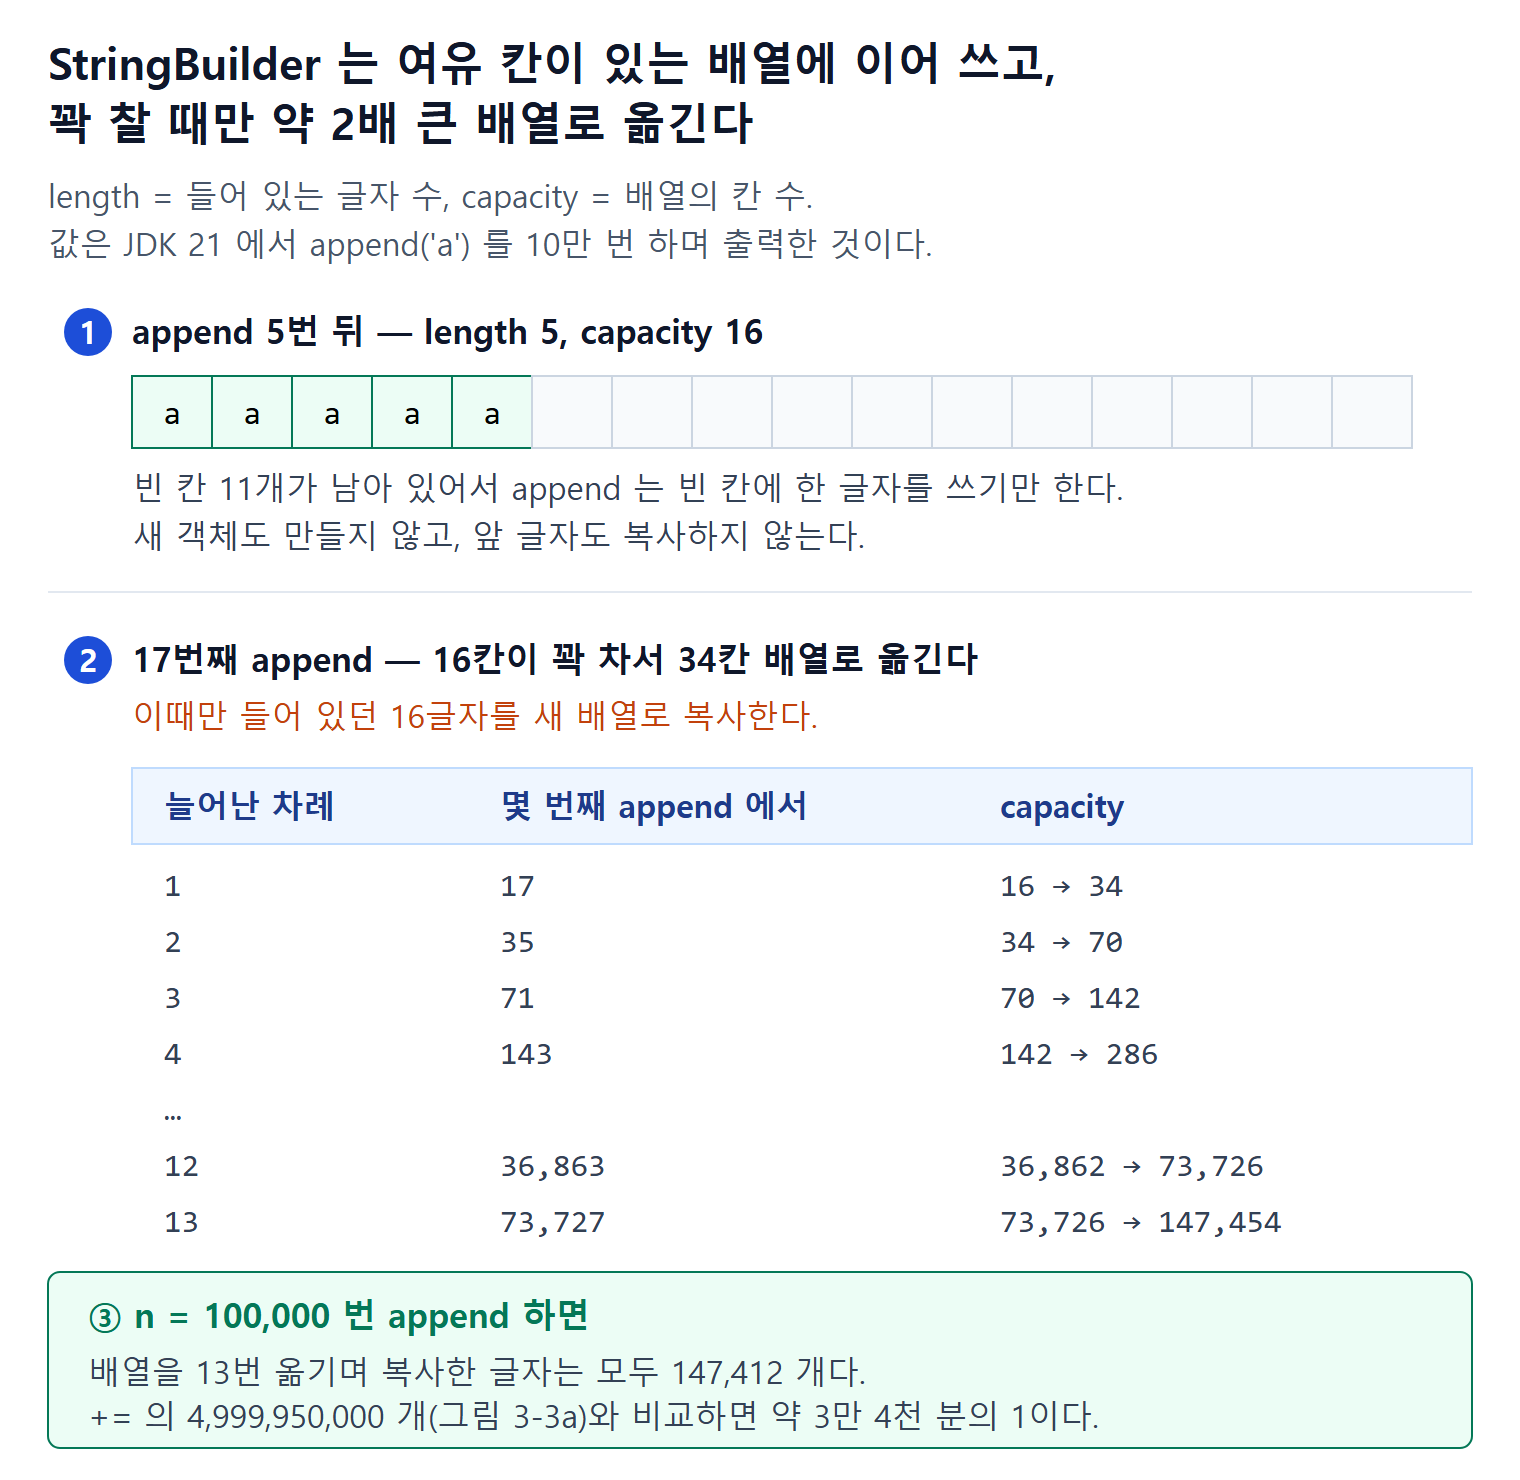 StringBuilder 는 여유 칸이 있는 배열에 이어 쓰고,
꽉 찰 때만 약 2배 큰 배열로 옮긴다
length = 들어 있는 글자 수, capacity = 배열의 칸 수.
값은 JDK 21 에서 append('a') 를 10만 번 하며 출력한 것이다.
1 append 5번 뒤 — length 5, capacity 16
a a a a a
빈 칸 11개가 남아 있어서 append 는 빈 칸에 한 글자를 쓰기만 한다.
새 객체도 만들지 않고, 앞 글자도 복사하지 않는다.
2 17번째 append — 16칸이 꽉 차서 34칸 배열로 옮긴다
이때만 들어 있던 16글자를 새 배열로 복사한다.
늘어난 차례 몇 번째 append 에서 capacity
1 17 16 → 34
2 35 34 → 70
3 71 70 → 142
4 143 142 → 286
…
12 36,863 36,862 → 73,726
13 73,727 73,726 → 147,454
③ n = 100,000 번 append 하면
배열을 13번 옮기며 복사한 글자는 모두 147,412 개다.
+= 의 4,999,950,000 개(그림 3-3a)와 비교하면 약 3만 4천 분의 1이다.